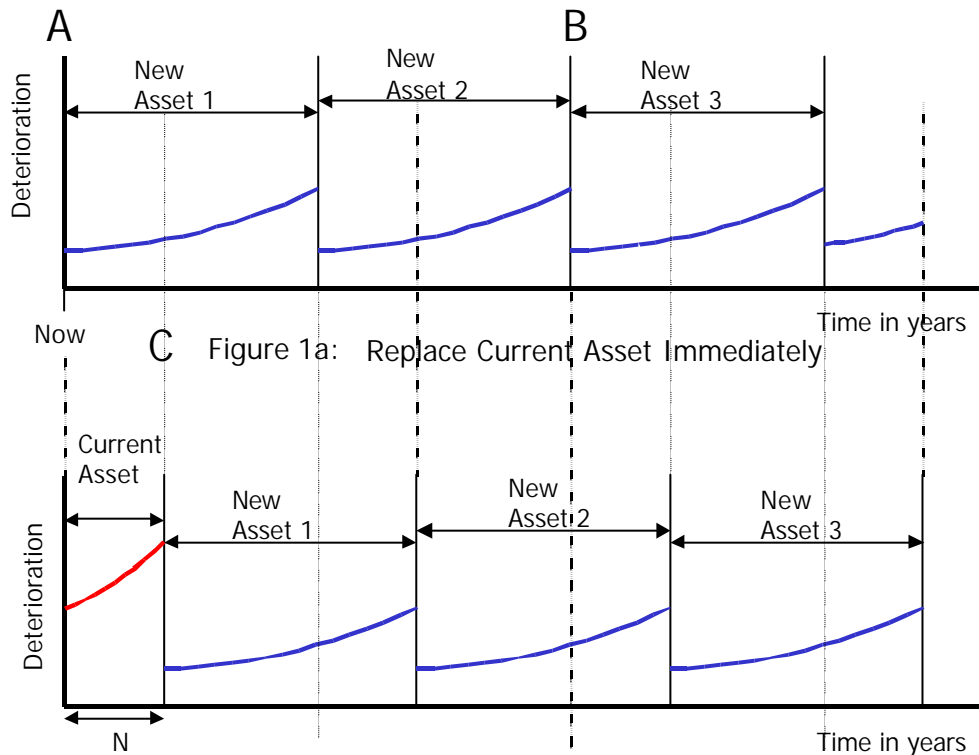 A
B
New
Asset 1
New
Asset 2
New
Asset 3
Deterioration
Now
Time in years
C
Figure 1a: Replace Current Asset Immediately
Current
Asset
New
Asset 1
New
Asset 2
New
Asset 3
Deterioration
N
Time in years